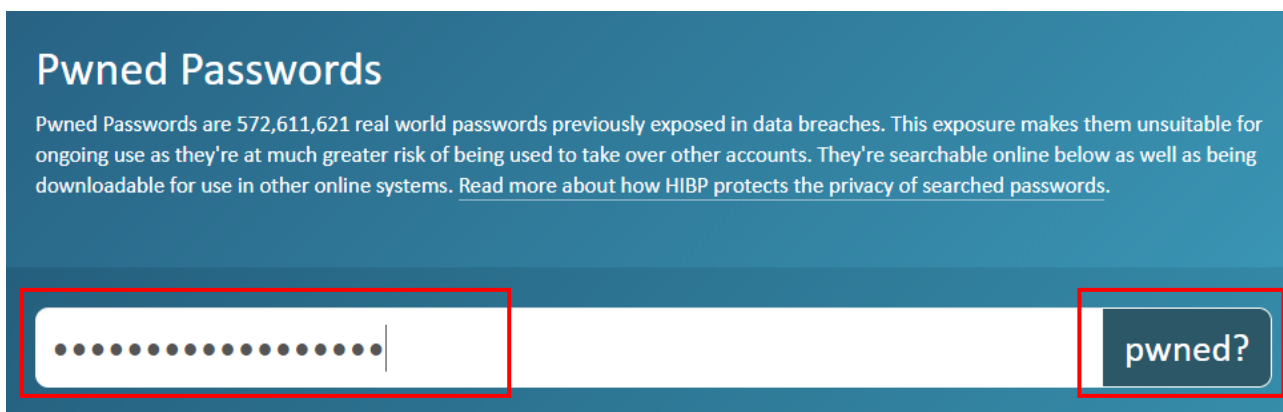 Pwned Passwords
Pwned Passwords are 572,611,621 real world passwords previously exposed in data breaches. This exposure makes them unsuitable for
ongoing use as they're at much greater risk of being used to take over other accounts. They're searchable online below as well as being
downloadable for use in other online systems. Read more about how HIBP protects the privacy of searched passwords.
••••••••••••••••••
pwned?